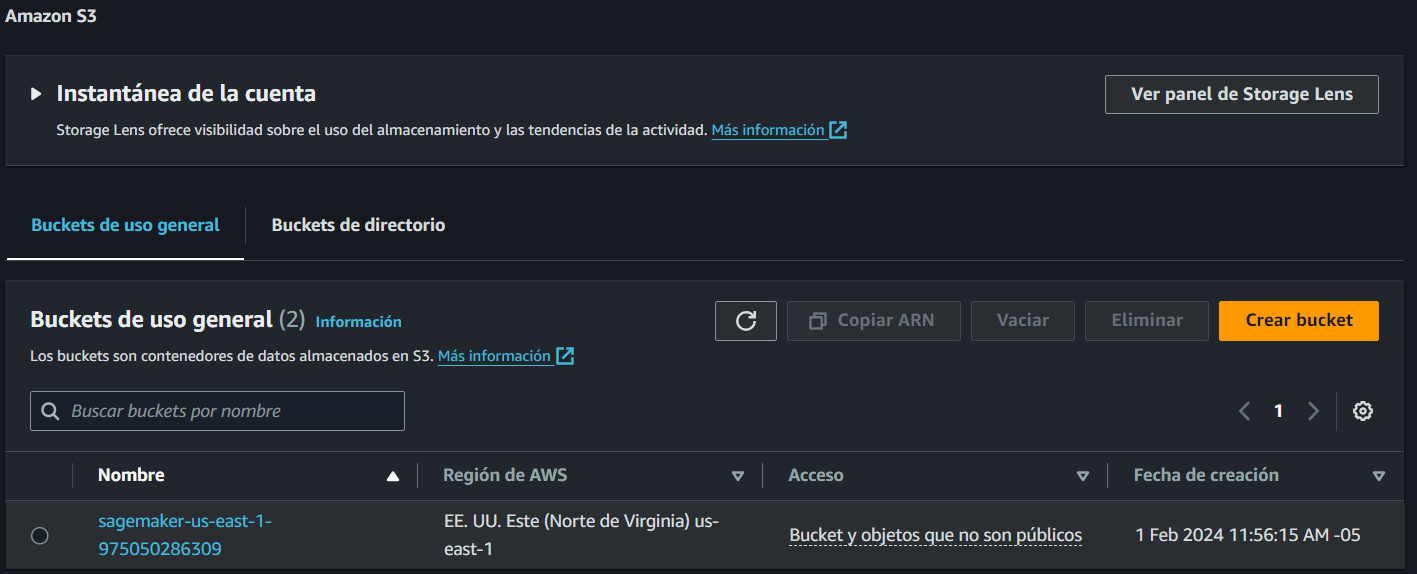 Amazon S3
Instantánea de la cuenta
Ver panel de Storage Lens
Storage Lens ofrece visibilidad sobre el uso del almacenamiento y las tendencias de la actividad. Más información
Buckets de uso general
Buckets de directorio
Buckets de uso general (2) Información
Copiar ARN
Vaciar
Eliminar
Crear bucket
Los buckets son contenedores de datos almacenados en S3. Más información
Buscar buckets por nombre
1
Nombre
Región de AWS
Acceso
Fecha de creación
sagemaker-us-east-1-
975050286309
EE. UU. Este (Norte de Virginia) us-
east-1
Bucket y objetos que no son públicos
1 Feb 2024 11:56:15 AM -05